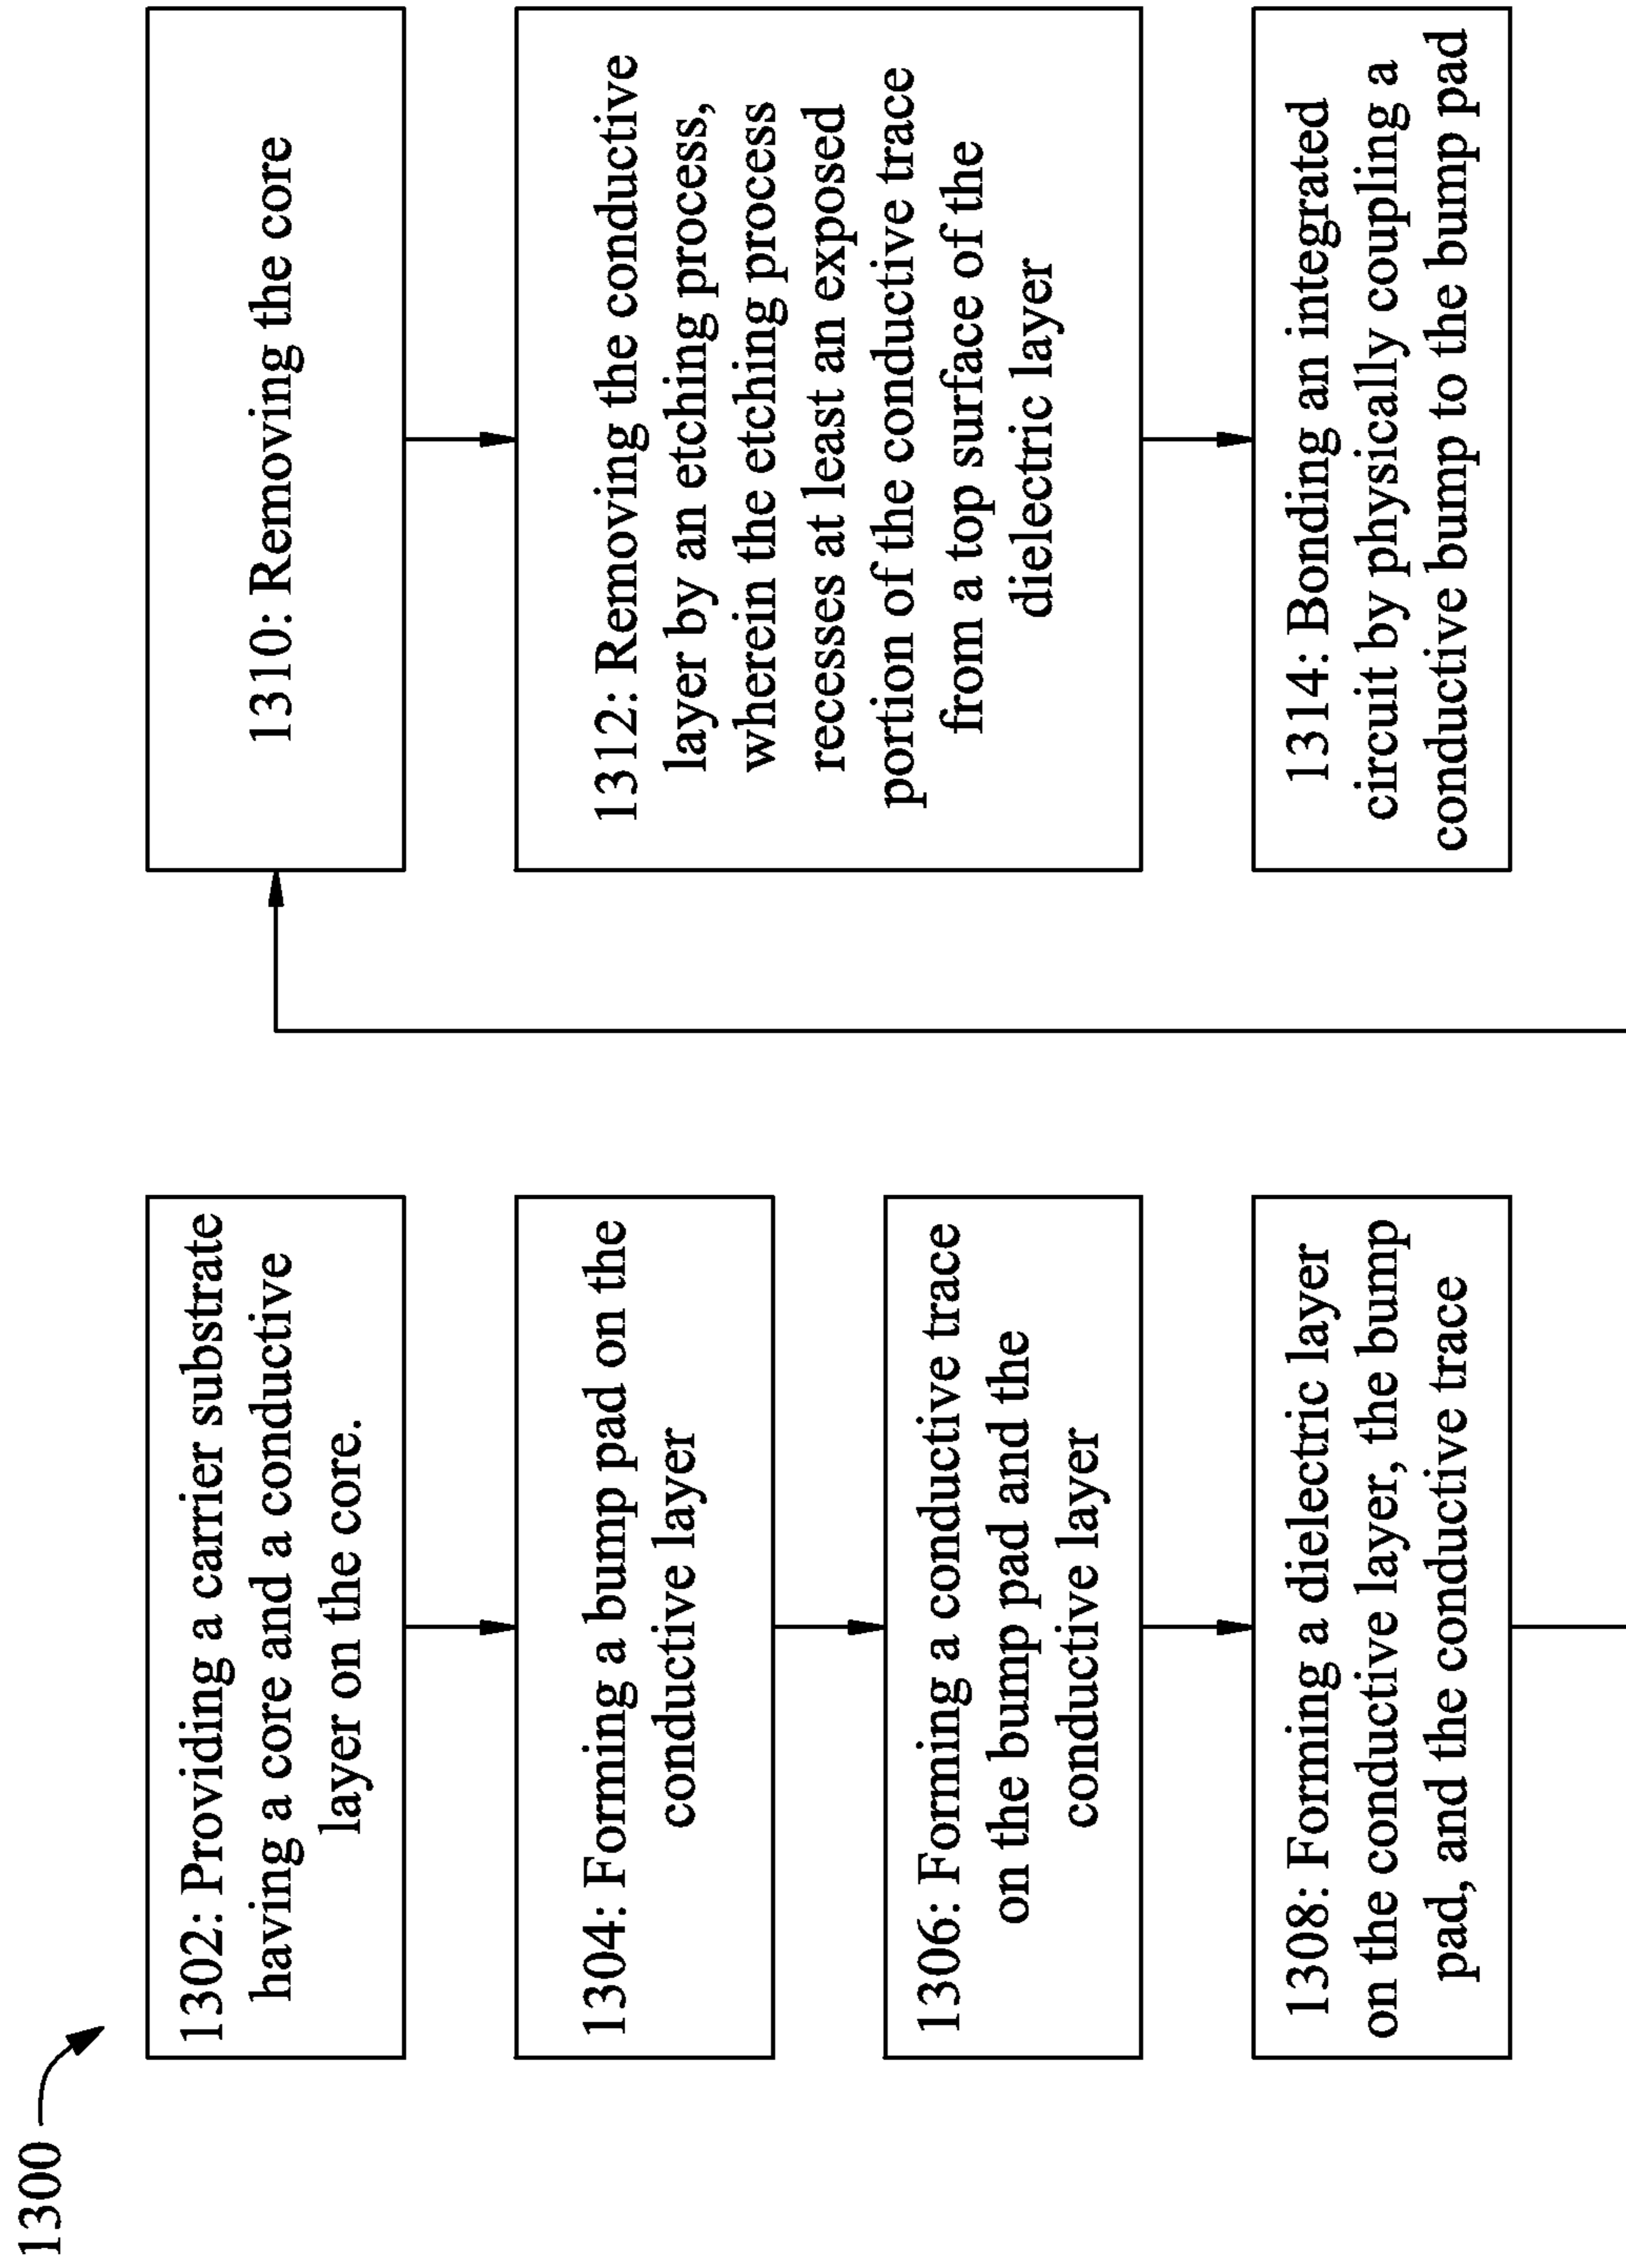 1300
1302: Providing a carrier substrate
having a core and a conductive
layer on the core.
1304: Forming a bump pad on the
conductive layer
1306: Forming a conductive trace
on the bump pad and the
conductive layer
1308: Forming a dielectric layer
on the conductive layer, the bump
pad, and the conductive trace
1310: Removing the core
1312: Removing the conductive
layer by an etching process,
wherein the etching process
recesses at least an exposed
portion of the conductive trace
from a top surface of the
dielectric layer
1314: Bonding an integrated
circuit by physically coupling a
conductive bump to the bump pad